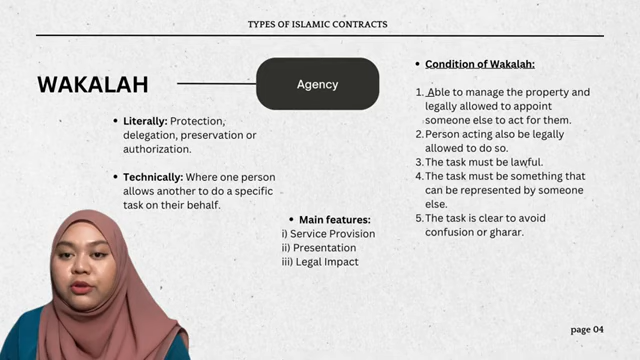 TYPES OF ISLAMIC CONTRACTS
WAKALAH
Agency
• Literally: Protection,
delegation, preservation or
authorization.
• Technically: Where one person
allows another to do a specific
task on their behalf.
• Main features:
i) Service Provision
ii) Presentation
iii) Legal Impact
• Condition of Wakalah:
1. Able to manage the property and
legally allowed to appoint
someone else to act for them.
2. Person acting also be legally
allowed to do so.
3. The task must be lawful.
4. The task must be something that
can be represented by someone
else.
5. The task is clear to avoid
confusion or gharar.
page 04